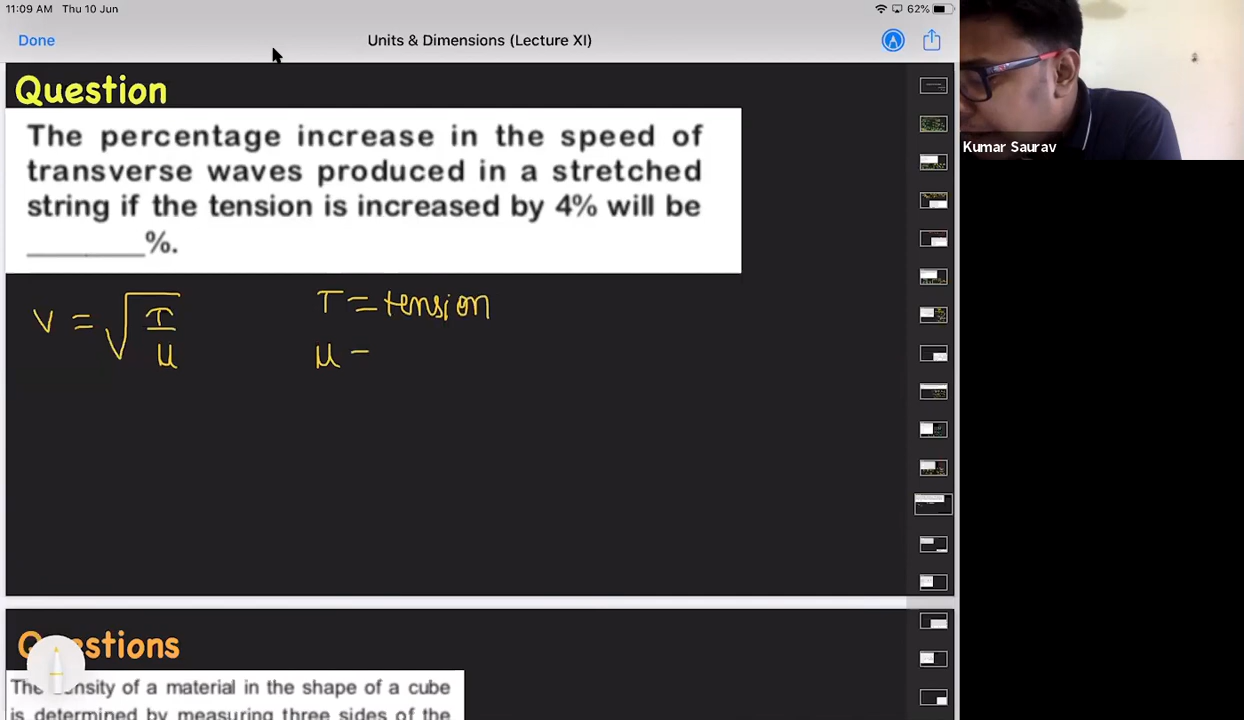 11:09 AM Thu 10 Jun
62%
Done
Units & Dimensions (Lecture XI)
Question
The percentage increase in the speed of
transverse waves produced in a stretched
string if the tension is increased by 4% will be
________%.
v = √(T/μ)
T = tension
μ =
Kumar Saurav
Questions
The density of a material in the shape of a cube
is determined by measuring three sides of the